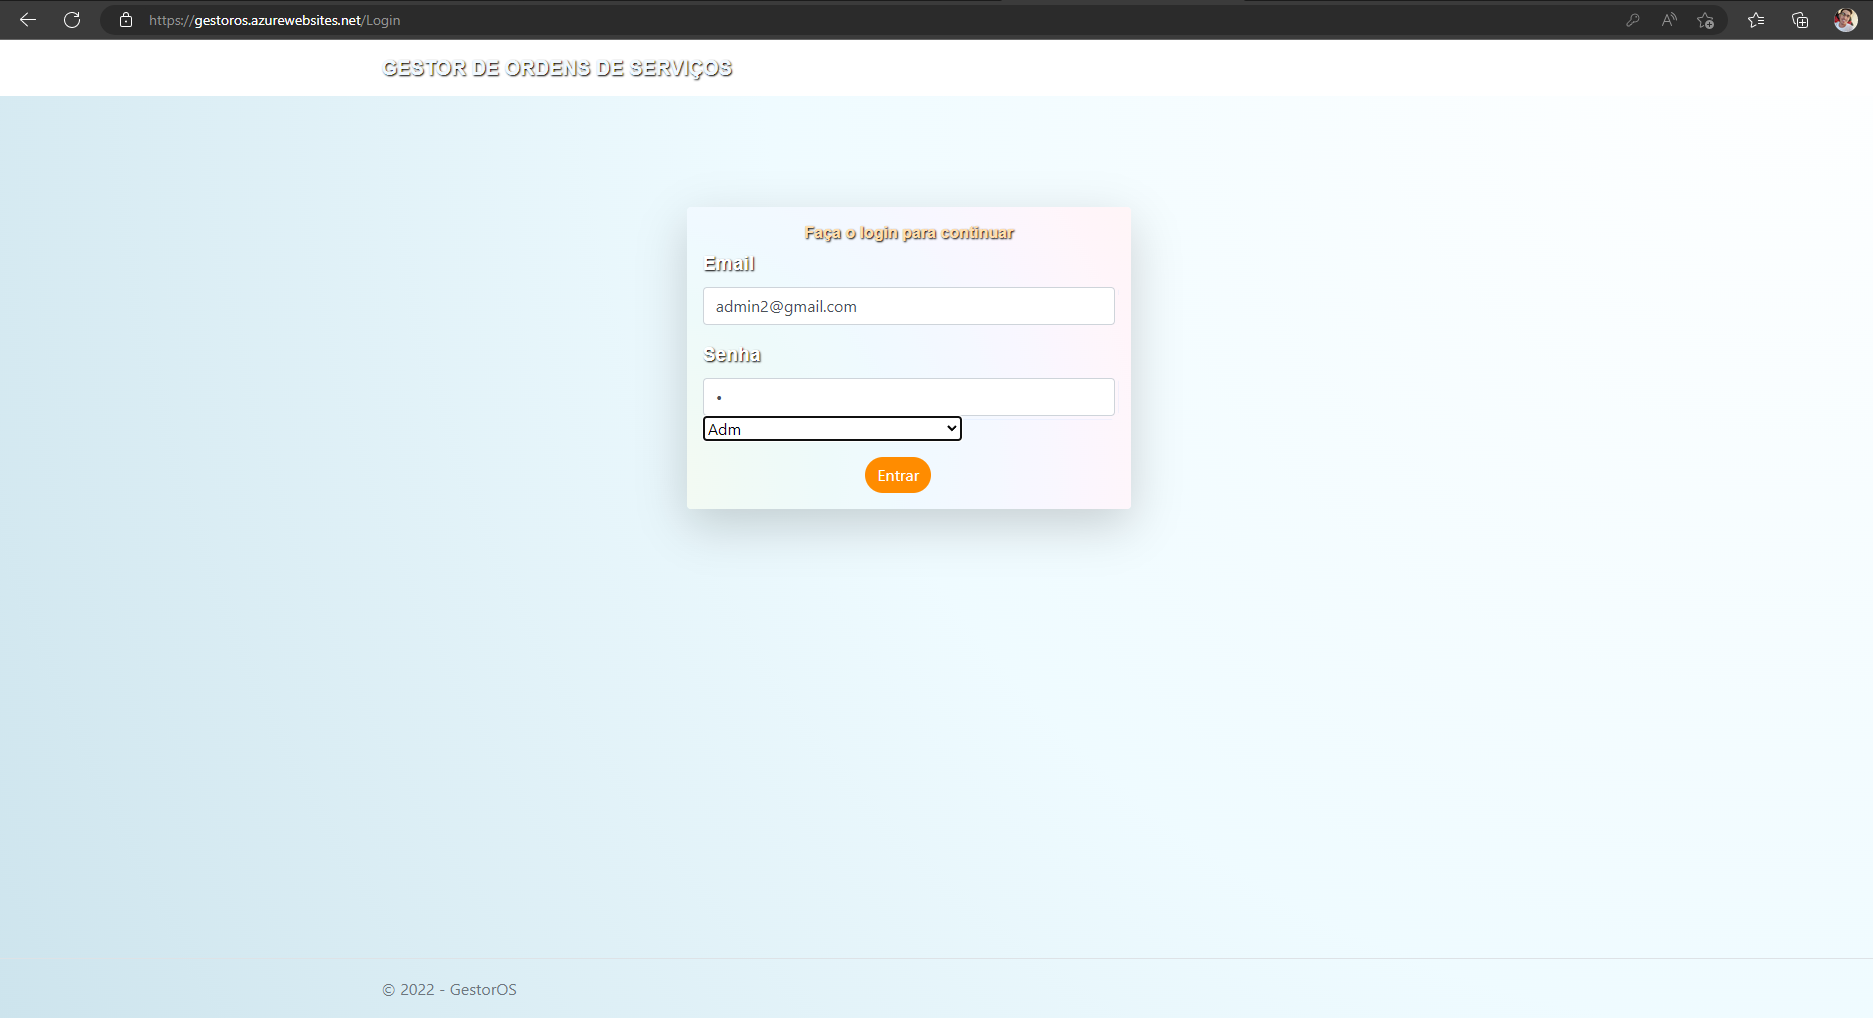 https://gestoros.azurewebsites.net/Login
GESTOR DE ORDENS DE SERVIÇOS
Faça o login para continuar
Email
admin2@gmail.com
Senha
•
Adm
Entrar
© 2022 - GestorOS